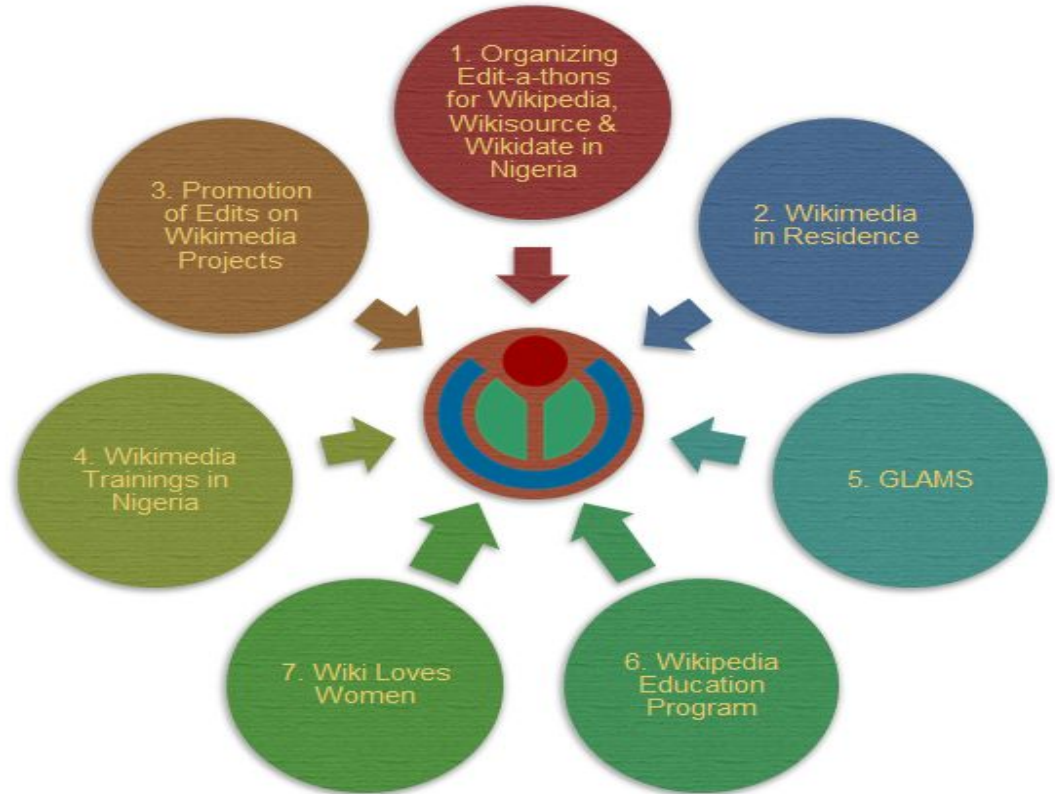 1. Organizing
Edit-a-thons
for Wikipedia,
Wikisource &
Wikidate in
Nigeria
2. Wikimedia
in Residence
3. Promotion
of Edits on
Wikimedia
Projects
4. Wikimedia
Trainings in
Nigeria
5. GLAMS
6. Wikipedia
Education
Program
7. Wiki Loves
Women